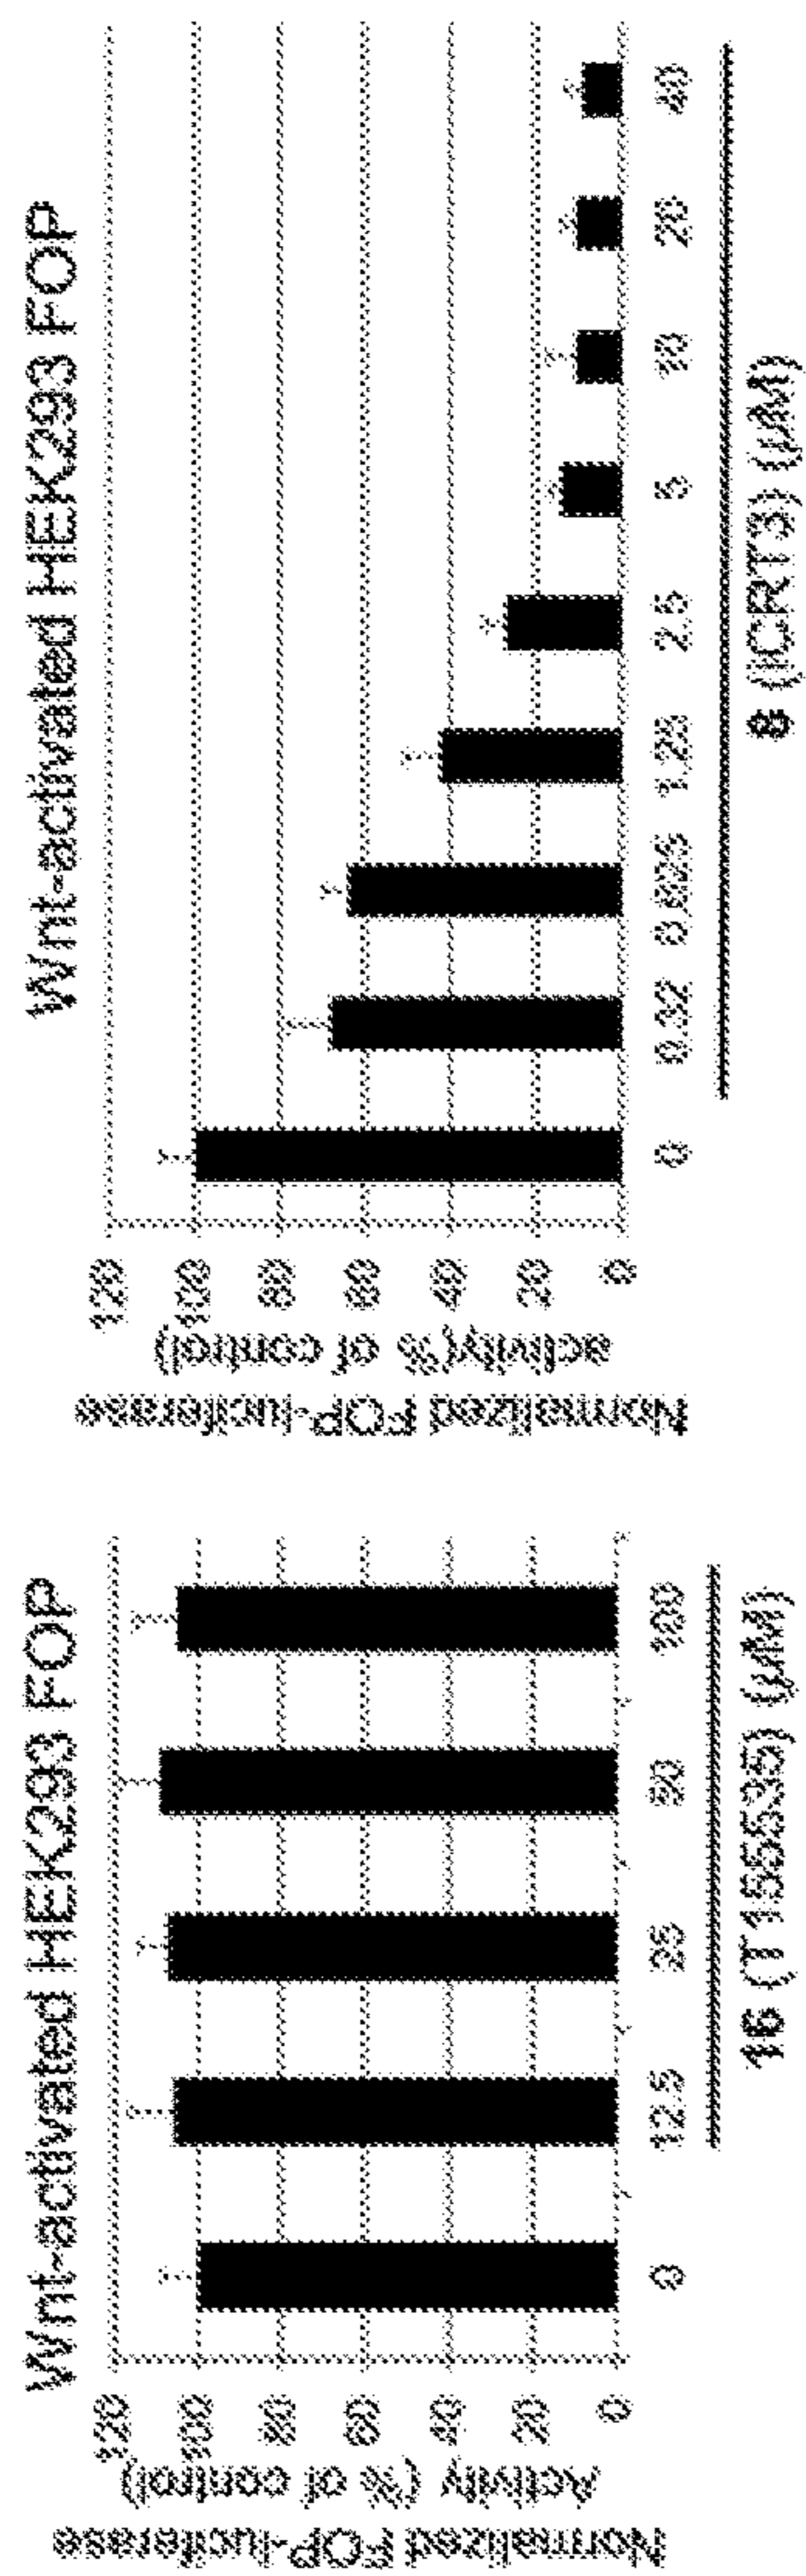 Wnt-activated HEK293 FOP
Normalized FOP-luciferase
Activity (% of control)
120
100
80
60
40
20
0
0 12.5 25 50 100
16 (T155535) (µM)
Wnt-activated HEK293 FOP
Normalized FOP-luciferase
activity(% of control)
120
100
80
60
40
20
0
0 0.32 0.625 1.25 2.5 5 10 20 40
8 (iCRT3) (µM)